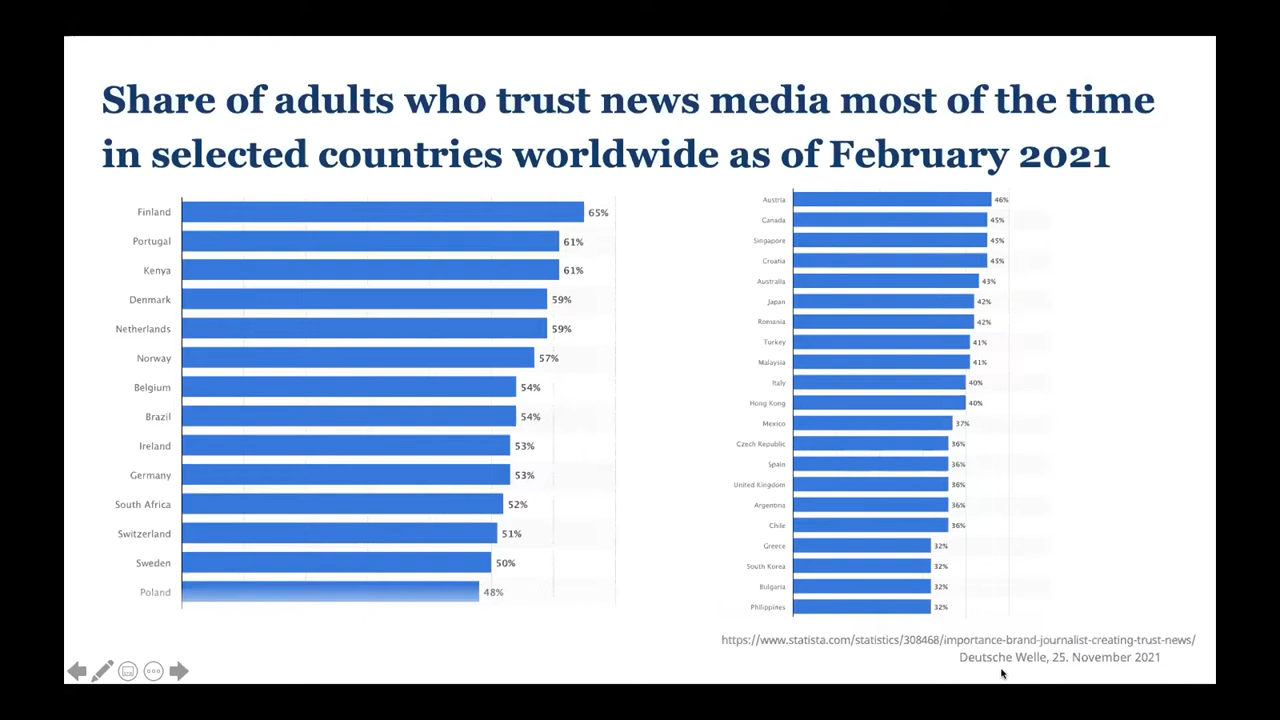 Share of adults who trust news media most of the time
in selected countries worldwide as of February 2021
Finland 65%
Portugal 61%
Kenya 61%
Denmark 59%
Netherlands 59%
Norway 57%
Belgium 54%
Brazil 54%
Ireland 53%
Germany 53%
South Africa 52%
Switzerland 51%
Sweden 50%
Poland 48%
Austria 46%
Canada 45%
Singapore 45%
Croatia 45%
Australia 43%
Japan 42%
Romania 42%
Turkey 41%
Malaysia 41%
Italy 40%
Hong Kong 40%
Mexico 37%
Czech Republic 36%
Spain 36%
United Kingdom 36%
Argentina 36%
Chile 36%
Greece 32%
South Korea 32%
Bulgaria 32%
Philippines 32%
https://www.statista.com/statistics/308468/importance-brand-journalist-creating-trust-news/
Deutsche Welle, 25. November 2021